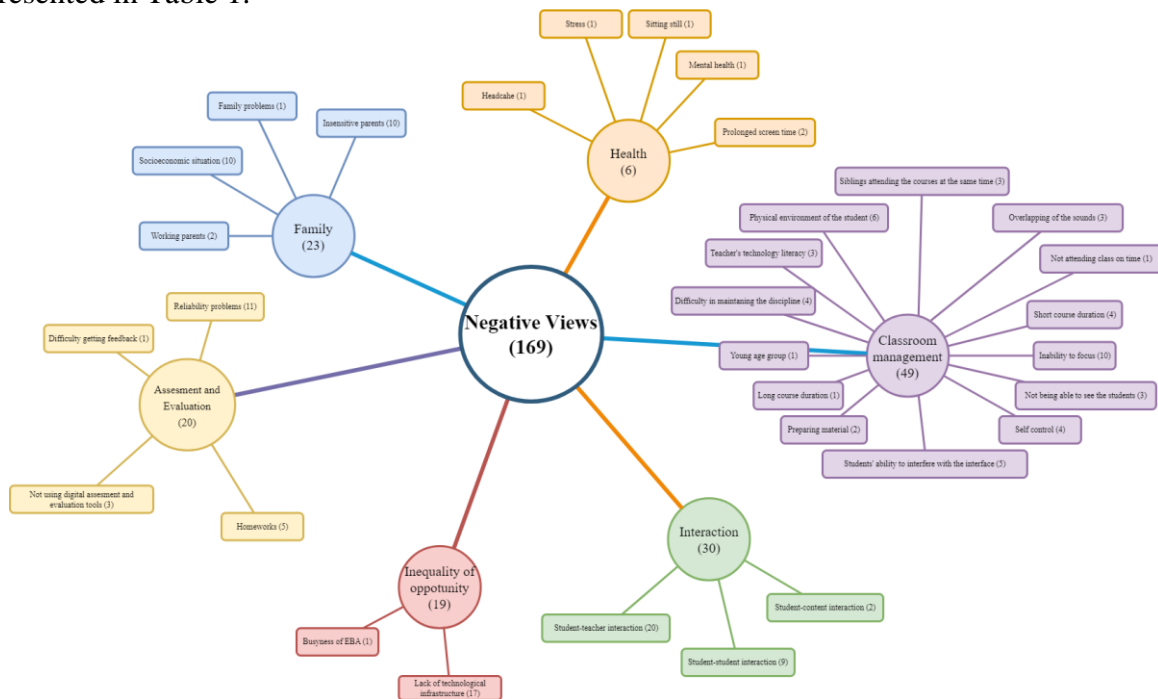 resented in Table 1.
Stress (1)
Sitting still (1)
Mental health (1)
Headcahe (1)
Prolonged screen time (2)
Health
(6)
Family problems (1)
Insensitive parents (10)
Socioeconomic situation (10)
Working parents (2)
Family
(23)
Siblings attending the courses at the same time (3)
Physical environment of the student (6)
Overlapping of the sounds (3)
Teacher's technology literacy (3)
Not attending class on time (1)
Difficulty in maintaning the discipline (4)
Short course duration (4)
Young age group (1)
Inability to focus (10)
Long course duration (1)
Not being able to see the students (3)
Preparing material (2)
Self control (4)
Students' ability to interfere with the interface (5)
Classroom
management
(49)
Negative Views
(169)
Reliability problems (11)
Difficulty getting feedback (1)
Assesment and
Evaluation
(20)
Not using digital assesment and
evaluation tools (3)
Homeworks (5)
Inequality of
oppotunity
(19)
Busyness of EBA (1)
Lack of technological
infrastructure (17)
Interaction
(30)
Student-content interaction (2)
Student-teacher interaction (20)
Student-student interaction (9)